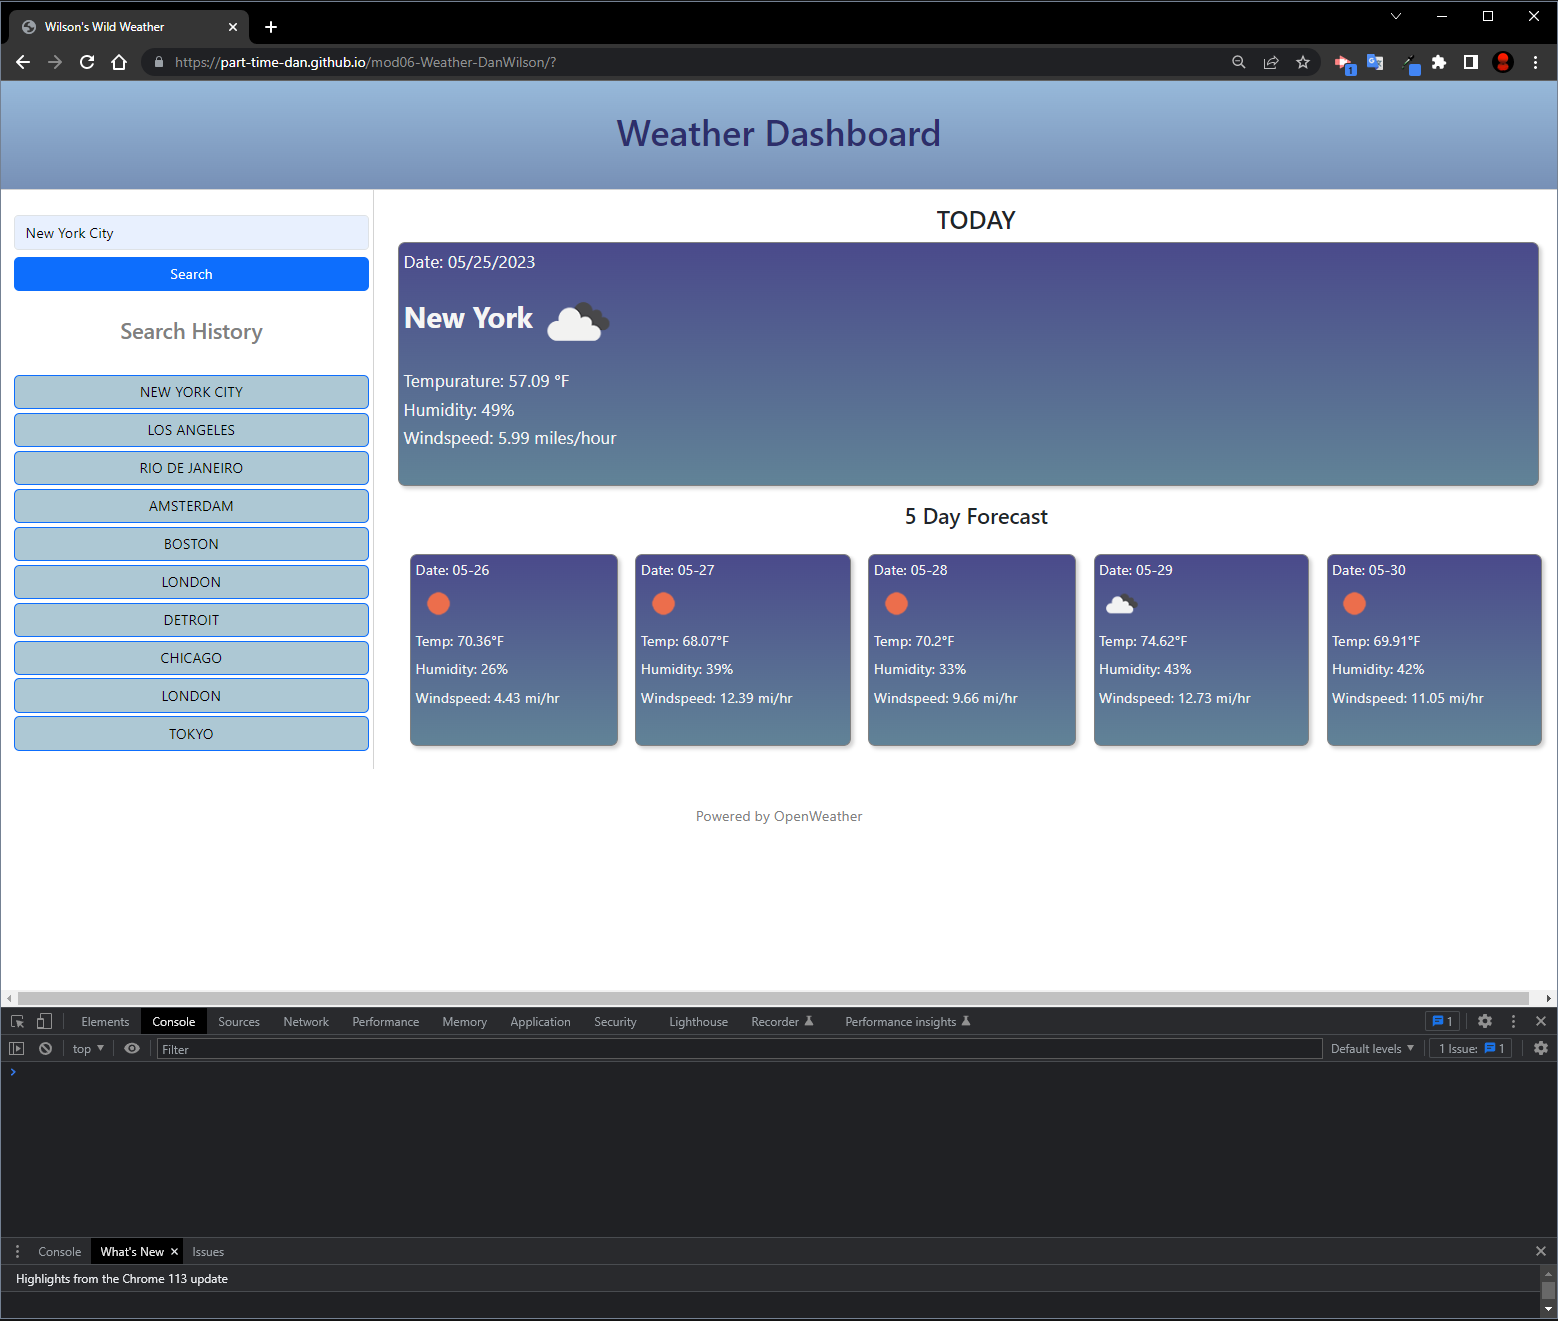 Wilson's Wild Weather
https://part-time-dan.github.io/mod06-Weather-DanWilson/?
1
Weather Dashboard
New York City
Search
Search History
NEW YORK CITY
LOS ANGELES
RIO DE JANEIRO
AMSTERDAM
BOSTON
LONDON
DETROIT
CHICAGO
LONDON
TOKYO
TODAY
Date: 05/25/2023
New York
Tempurature: 57.09 °F
Humidity: 49%
Windspeed: 5.99 miles/hour
5 Day Forecast
Date: 05-26
Temp: 70.36°F
Humidity: 26%
Windspeed: 4.43 mi/hr
Date: 05-27
Temp: 68.07°F
Humidity: 39%
Windspeed: 12.39 mi/hr
Date: 05-28
Temp: 70.2°F
Humidity: 33%
Windspeed: 9.66 mi/hr
Date: 05-29
Temp: 74.62°F
Humidity: 43%
Windspeed: 12.73 mi/hr
Date: 05-30
Temp: 69.91°F
Humidity: 42%
Windspeed: 11.05 mi/hr
Powered by OpenWeather
Elements Console Sources Network Performance Memory Application Security Lighthouse Recorder Performance insights 1
top Filter Default levels 1 Issue: 1
Console What's New Issues
Highlights from the Chrome 113 update